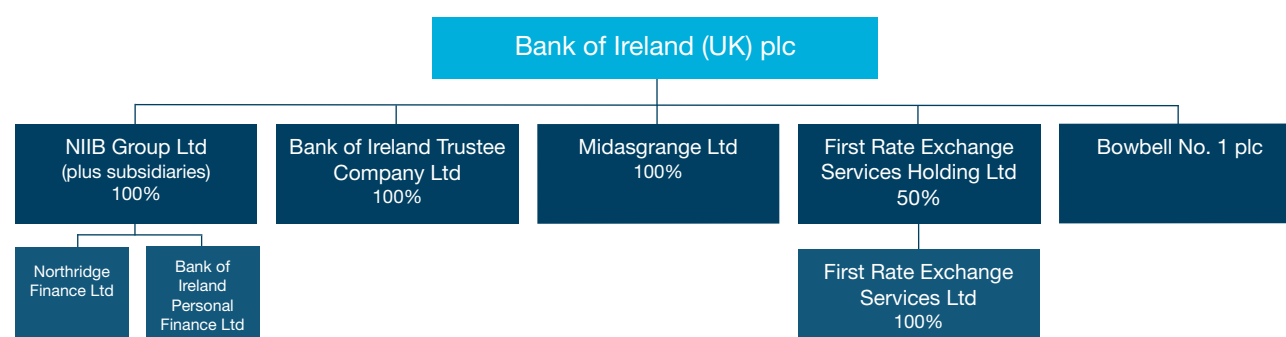 Bank of Ireland (UK) plc
NIIB Group Ltd
(plus subsidiaries)
100%
Bank of Ireland Trustee
Company Ltd
100%
Midasgrange Ltd
100%
First Rate Exchange
Services Holding Ltd
50%
Bowbell No. 1 plc
Northridge
Finance Ltd
Bank of
Ireland
Personal
Finance Ltd
First Rate Exchange
Services Ltd
100%